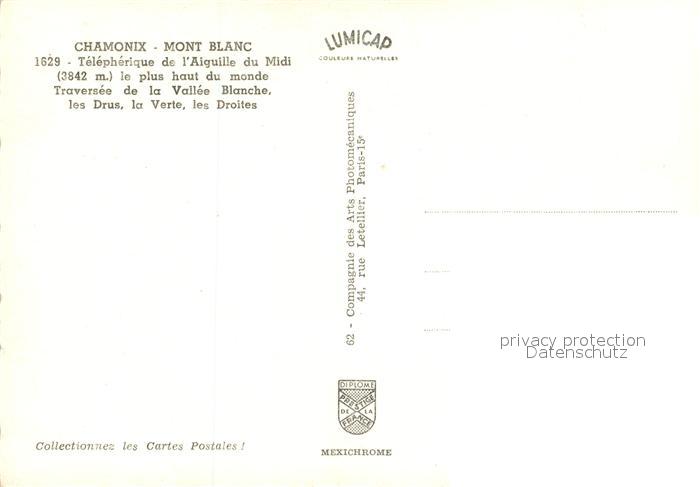 CHAMONIX - MONT BLANC
1629 - Téléphérique de l'Aiguille du Midi
(3842 m.) le plus haut du monde
Traversée de la Vallée Blanche,
les Drus, la Verte, les Droites
LUMICAP
COULEURS NATURELLES
62 - Compagnie des Arts Photomécaniques
44, rue Letellier, Paris-15e
privacy protection
Datenschutz
DIPLOME
PRESTIGE
DE LA
FRANCE
Collectionnez les Cartes Postales !
MEXICHROME